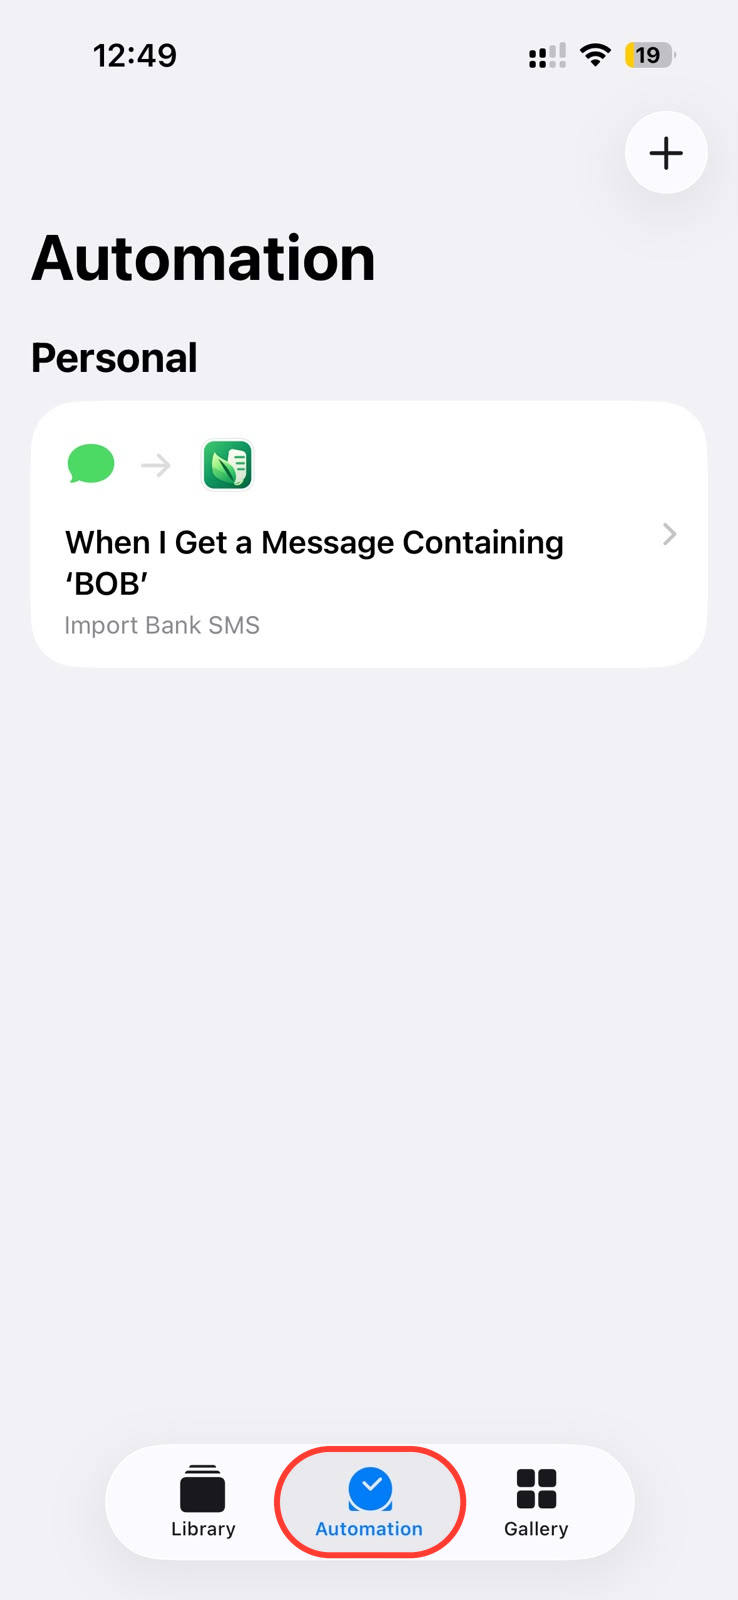 12:49
19
Automation
Personal
When I Get a Message Containing
‘BOB’
Import Bank SMS
Library
Automation
Gallery